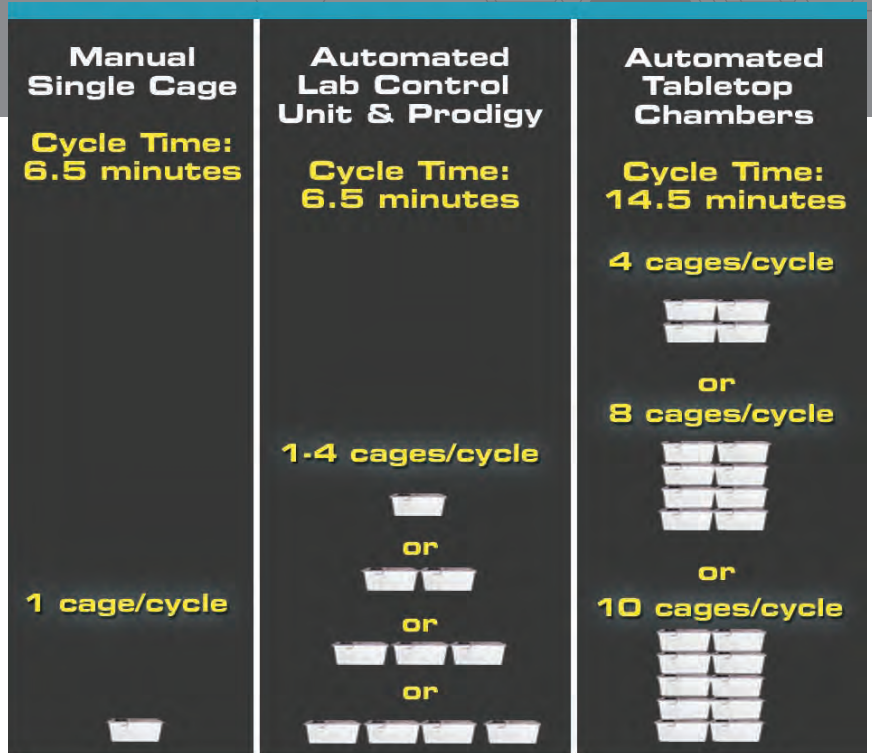 Manual
Single Cage
Cycle Time:
6.5 minutes
1 cage/cycle
Automated
Lab Control
Unit & Prodigy
Cycle Time:
6.5 minutes
1-4 cages/cycle
or
or
or
Automated
Tabletop
Chambers
Cycle Time:
14.5 minutes
4 cages/cycle
or
8 cages/cycle
or
10 cages/cycle